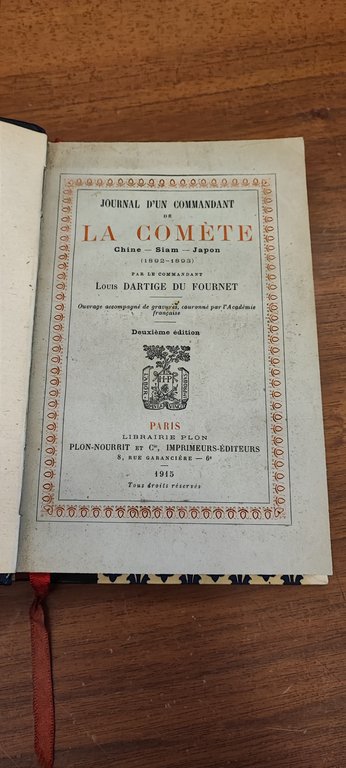 JOURNAL D'UN COMMANDANT
DE
LA COMÈTE
Chine — Siam — Japon
(1892-1893)
PAR LE COMMANDANT
LOUIS DARTIGE DU FOURNET
Ouvrage accompagné de gravures, couronné par l'Académie
française
Deuxième édition
PARIS
LIBRAIRIE PLON
PLON-NOURRIT ET Cie, IMPRIMEURS-ÉDITEURS
8, RUE GARANCIÈRE — 6e
1915
Tous droits réservés